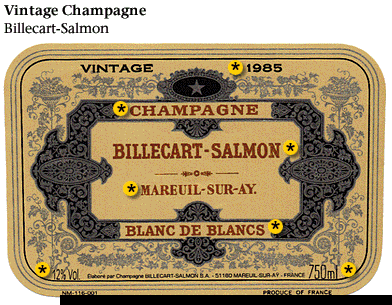 Vintage Champagne
Billecart-Salmon
VINTAGE * 1985
* CHAMPAGNE
BILLECART-SALMON *
* MAREUIL-SUR-AY.
BLANC DE BLANCS *
* 12% Vol. Élaboré par Champagne BILLECART-SALMON S.A. - 51160 MAREUIL-SUR-AY - FRANCE 750ml *
NM-116-001 PRODUCE OF FRANCE